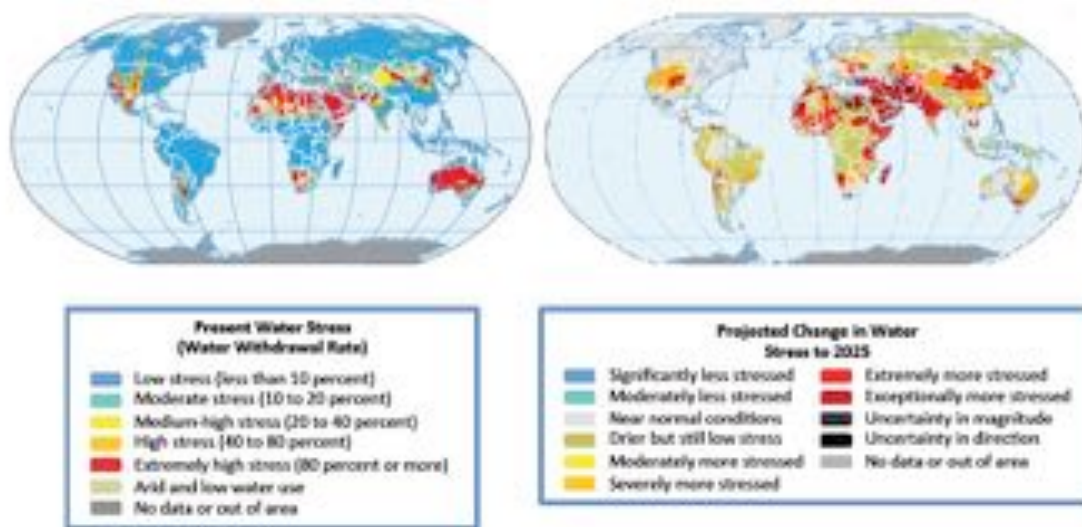 Present Water Stress
(Water Withdrawal Rate)
Low stress (less than 10 percent)
Moderate stress (10 to 20 percent)
Medium-high stress (20 to 40 percent)
High stress (40 to 80 percent)
Extremely high stress (80 percent or more)
Arid and low water use
No data or out of area
Projected Change in Water
Stress to 2025
Significantly less stressed
Moderately less stressed
Near normal conditions
Drier but still low stress
Moderately more stressed
Severely more stressed
Extremely more stressed
Exceptionally more stressed
Uncertainty in magnitude
Uncertainty in direction
No data or out of area